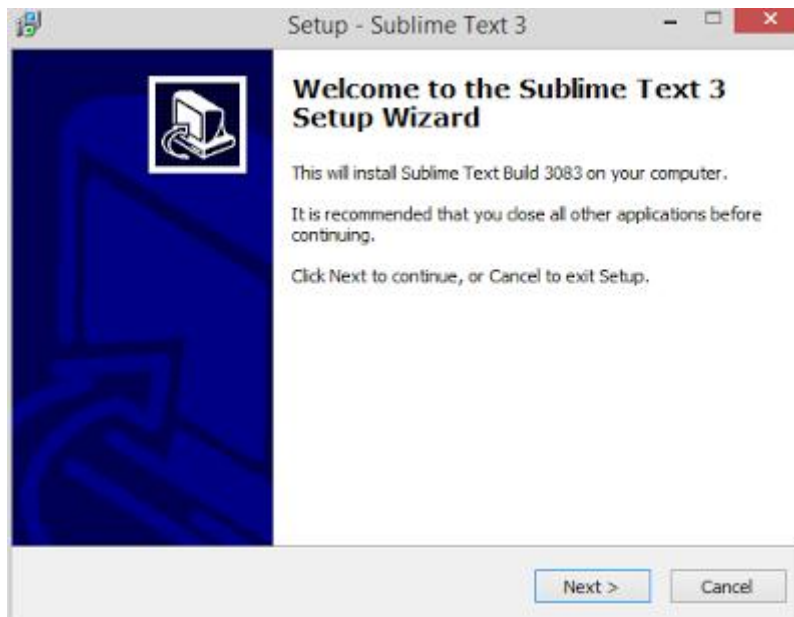 Setup - Sublime Text 3
Welcome to the Sublime Text 3
Setup Wizard
This will install Sublime Text Build 3083 on your computer.
It is recommended that you close all other applications before
continuing.
Click Next to continue, or Cancel to exit Setup.
Next >
Cancel